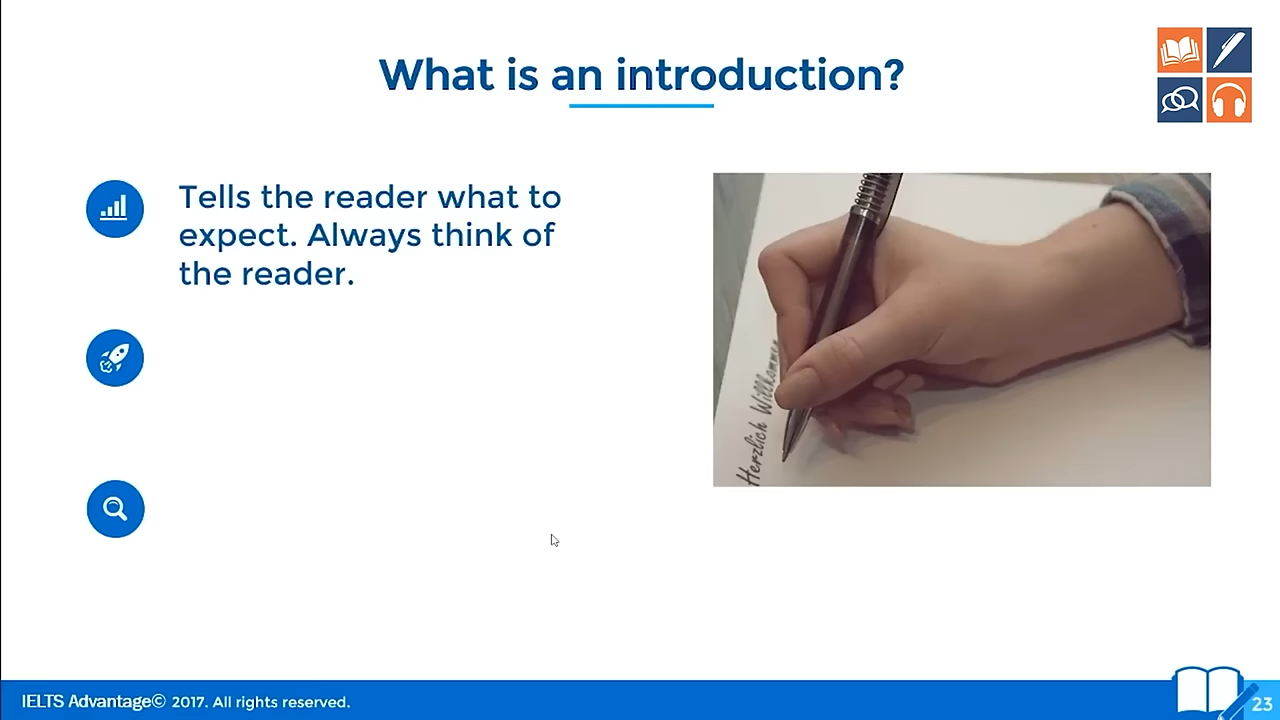 What is an introduction?
Tells the reader what to
expect. Always think of
the reader.
Herzlich Willkommen
IELTS Advantage© 2017. All rights reserved.
23